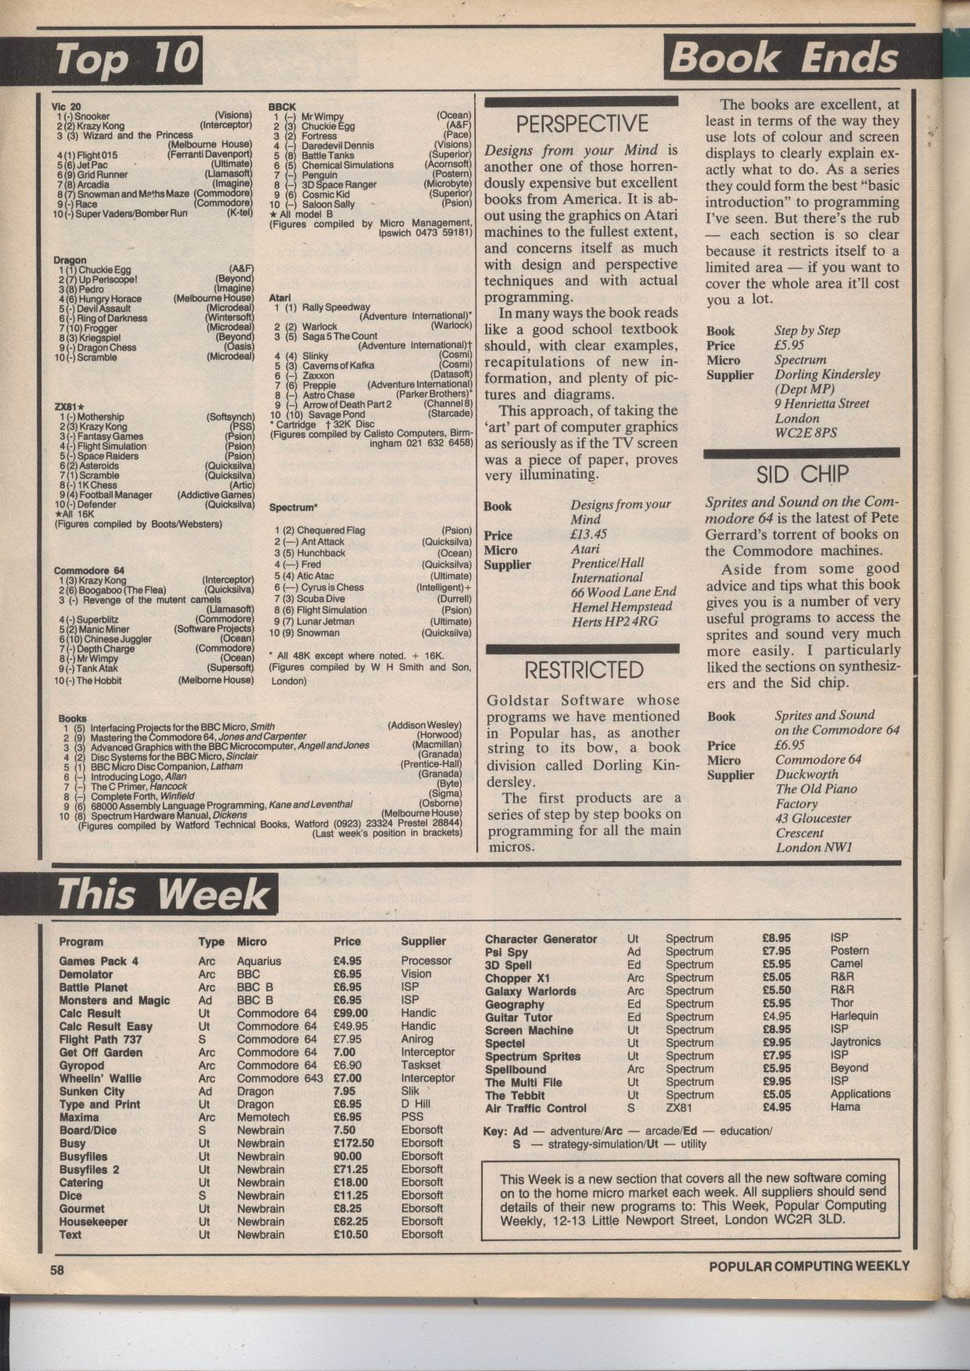 Top 10
Vic 20
1 (-) Snooker (Visions)
2 (2) Krazy Kong (Interceptor)
3 (3) Wizard and the Princess
(Melbourne House)
4 (1) Flight 015 (Ferranti Davenport)
5 (6) Jet Pac (Ultimate)
6 (9) Grid Runner (Llamasoft)
7 (8) Arcadia (Imagine)
8 (7) Snowman and Maths Maze (Commodore)
9 (-) Race (Commodore)
10 (-) Super Vaders/Bomber Run (K-tel)
Dragon
1 (1) Chuckie Egg (A&F)
2 (7) Up Periscope! (Beyond)
3 (8) Pedro (Imagine)
4 (6) Hungry Horace (Melbourne House)
5 (-) Devil Assault (Microdeal)
6 (-) Ring of Darkness (Wintersoft)
7 (10) Frogger (Microdeal)
8 (3) Kriegspiel (Beyond)
9 (-) Dragon Chess (Oasis)
10 (-) Scramble (Microdeal)
ZX81★
1 (-) Mothership (Softsynch)
2 (3) Krazy Kong (PSS)
3 (-) Fantasy Games (Psion)
4 (-) Flight Simulation (Psion)
5 (-) Space Raiders (Psion)
6 (2) Asteroids (Quicksilva)
7 (1) Scramble (Quicksilva)
8 (-) 1K Chess (Artic)
9 (4) Football Manager (Addictive Games)
10 (-) Defender (Quicksilva)
★All 16K
(Figures compiled by Boots/Websters)
Commodore 64
1 (3) Krazy Kong (Interceptor)
2 (6) Boogaboo (The Flea) (Quicksilva)
3 (-) Revenge of the mutent camels
(Llamasoft)
4 (-) Superblitz (Commodore)
5 (2) Manic Miner (Software Projects)
6 (10) Chinese Juggler (Ocean)
7 (-) Depth Charge (Commodore)
8 (-) Mr Wimpy (Ocean)
9 (-) Tank Atak (Supersoft)
10 (-) The Hobbit (Melborne House)
BBCK
1 (–) Mr Wimpy (Ocean)
2 (3) Chuckie Egg (A&F)
3 (2) Fortress (Pace)
4 (–) Daredevil Dennis (Visions)
5 (8) Battle Tanks (Superior)
6 (5) Chemical Simulations (Acornsoft)
7 (–) Penguin (Postern)
8 (–) 3D Space Ranger (Microbyte)
9 (6) Cosmic Kid (Superior)
10 (–) Saloon Sally (Psion)
★ All model B
(Figures compiled by Micro Management,
Ipswich 0473 59181)
Atari
1 (1) Rally Speedway
(Adventure International)*
2 (2) Warlock (Warlock)
3 (5) Saga 5 The Count
(Adventure International)†
4 (4) Slinky (Cosmi)
5 (3) Caverns of Kafka (Cosmi)
6 (–) Zaxxon (Datasoft)
7 (6) Preppie (Adventure International)
8 (–) Astro Chase (Parker Brothers)*
9 (–) Arrow of Death Part 2 (Channel 8)
10 (10) Savage Pond (Starcade)
* Cartridge † 32K Disc
(Figures compiled by Calisto Computers, Birm-
ingham 021 632 6458)
Spectrum*
1 (2) Chequered Flag (Psion)
2 (—) Ant Attack (Quicksilva)
3 (5) Hunchback (Ocean)
4 (—) Fred (Quicksilva)
5 (4) Atic Atac (Ultimate)
6 (—) Cyrus is Chess (Intelligent)+
7 (3) Scuba Dive (Durrell)
8 (6) Flight Simulation (Psion)
9 (7) Lunar Jetman (Ultimate)
10 (9) Snowman (Quicksilva)
* All 48K except where noted. + 16K.
(Figures compiled by W H Smith and Son,
London)
Books
1 (5) Interfacing Projects for the BBC Micro, Smith (Addison Wesley)
2 (9) Mastering the Commodore 64, Jones and Carpenter (Horwood)
3 (3) Advanced Graphics with the BBC Microcomputer, Angell and Jones (Macmillan)
4 (2) Disc Systems for the BBC Micro, Sinclair (Granada)
5 (1) BBC Micro Disc Companion, Latham (Prentice-Hall)
6 (–) Introducing Logo, Allan (Granada)
7 (–) The C Primer, Hancock (Byte)
8 (–) Complete Forth, Winfield (Sigma)
9 (6) 68000 Assembly Language Programming, Kane and Leventhal (Osborne)
10 (8) Spectrum Hardware Manual, Dickens (Melbourne House)
(Figures compiled by Watford Technical Books, Watford (0923) 23324 Prestel 28844)
(Last week's position in brackets)
Book Ends
PERSPECTIVE
Designs from your Mind is
another one of those horren-
dously expensive but excellent
books from America. It is ab-
out using the graphics on Atari
machines to the fullest extent,
and concerns itself as much
with design and perspective
techniques and with actual
programming.
In many ways the book reads
like a good school textbook
should, with clear examples,
recapitulations of new in-
formation, and plenty of pic-
tures and diagrams.
This approach, of taking the
'art' part of computer graphics
as seriously as if the TV screen
was a piece of paper, proves
very illuminating.
Book Designs from your
Mind
Price £13.45
Micro Atari
Supplier Prentice/Hall
International
66 Wood Lane End
Hemel Hempstead
Herts HP2 4RG
RESTRICTED
Goldstar Software whose
programs we have mentioned
in Popular has, as another
string to its bow, a book
division called Dorling Kin-
dersley.
The first products are a
series of step by step books on
programming for all the main
micros.
The books are excellent, at
least in terms of the way they
use lots of colour and screen
displays to clearly explain ex-
actly what to do. As a series
they could form the best "basic
introduction" to programming
I've seen. But there's the rub
— each section is so clear
because it restricts itself to a
limited area — if you want to
cover the whole area it'll cost
you a lot.
Book Step by Step
Price £5.95
Micro Spectrum
Supplier Dorling Kindersley
(Dept MP)
9 Henrietta Street
London
WC2E 8PS
SID CHIP
Sprites and Sound on the Com-
modore 64 is the latest of Pete
Gerrard's torrent of books on
the Commodore machines.
Aside from some good
advice and tips what this book
gives you is a number of very
useful programs to access the
sprites and sound very much
more easily. I particularly
liked the sections on synthesiz-
ers and the Sid chip.
Book Sprites and Sound
on the Commodore 64
Price £6.95
Micro Commodore 64
Supplier Duckworth
The Old Piano
Factory
43 Gloucester
Crescent
London NW1
This Week
Program Type Micro Price Supplier
Games Pack 4 Arc Aquarius £4.95 Processor
Demolator Arc BBC £6.95 Vision
Battle Planet Arc BBC B £6.95 ISP
Monsters and Magic Ad BBC B £6.95 ISP
Calc Result Ut Commodore 64 £99.00 Handic
Calc Result Easy Ut Commodore 64 £49.95 Handic
Flight Path 737 S Commodore 64 £7.95 Anirog
Get Off Garden Arc Commodore 64 7.00 Interceptor
Gyropod Arc Commodore 64 £6.90 Taskset
Wheelin' Wallie Arc Commodore 643 £7.00 Interceptor
Sunken City Ad Dragon 7.95 Slik
Type and Print Ut Dragon £6.95 D Hill
Maxima Arc Memotech £6.95 PSS
Board/Dice S Newbrain 7.50 Eborsoft
Busy Ut Newbrain £172.50 Eborsoft
Busyfiles Ut Newbrain 90.00 Eborsoft
Busyfiles 2 Ut Newbrain £71.25 Eborsoft
Catering Ut Newbrain £18.00 Eborsoft
Dice S Newbrain £11.25 Eborsoft
Gourmet Ut Newbrain £8.25 Eborsoft
Housekeeper Ut Newbrain £62.25 Eborsoft
Text Ut Newbrain £10.50 Eborsoft
Character Generator Ut Spectrum £8.95 ISP
Psi Spy Ad Spectrum £7.95 Postern
3D Spell Ed Spectrum £5.95 Camel
Chopper X1 Arc Spectrum £5.05 R&R
Galaxy Warlords Arc Spectrum £5.50 R&R
Geography Ed Spectrum £5.95 Thor
Guitar Tutor Ed Spectrum £4.95 Harlequin
Screen Machine Ut Spectrum £8.95 ISP
Spectel Ut Spectrum £9.95 Jaytronics
Spectrum Sprites Ut Spectrum £7.95 ISP
Spellbound Arc Spectrum £5.95 Beyond
The Multi File Ut Spectrum £9.95 ISP
The Tebbit Ut Spectrum £5.05 Applications
Air Traffic Control S ZX81 £4.95 Hama
Key: Ad — adventure/Arc — arcade/Ed — education/
S — strategy-simulation/Ut — utility
This Week is a new section that covers all the new software coming
on to the home micro market each week. All suppliers should send
details of their new programs to: This Week, Popular Computing
Weekly, 12-13 Little Newport Street, London WC2R 3LD.
58
POPULAR COMPUTING WEEKLY